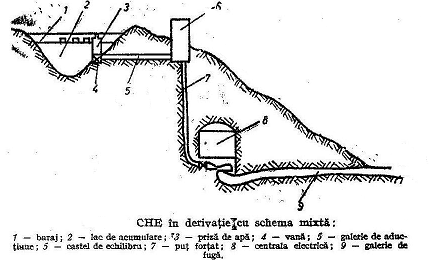 1
2
3
6
4
5
7
8
9
CHE în derivație cu schema mixtă:
1 — baraj; 2 — lac de acumulare; 3 — priză de apă; 4 — vană; 5 — galerie de aduc-
țiune; 5 — castel de echilibru; 7 — puț forțat; 8 — centrala electrică; 9 — galerie de
fugă.